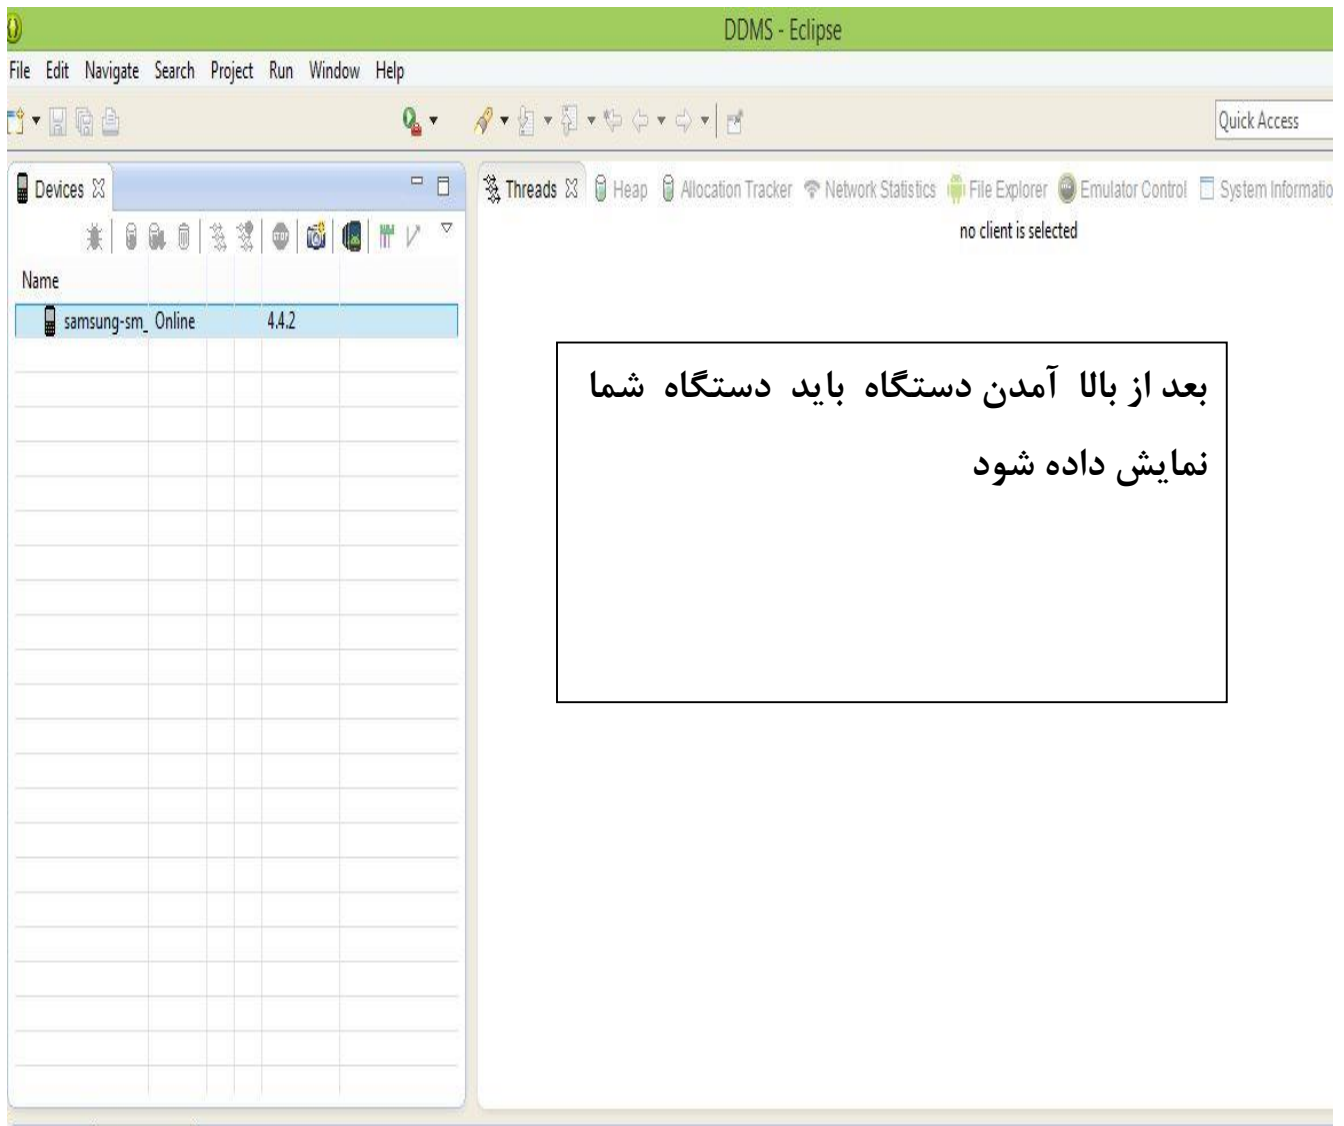 DDMS - Eclipse
File Edit Navigate Search Project Run Window Help
Quick Access
Devices
Threads Heap Allocation Tracker Network Statistics File Explorer Emulator Control System Informatio
no client is selected
Name
samsung-sm_ Online 4.4.2
بعد از بالا آمدن دستگاه باید دستگاه شما
نمایش داده شود